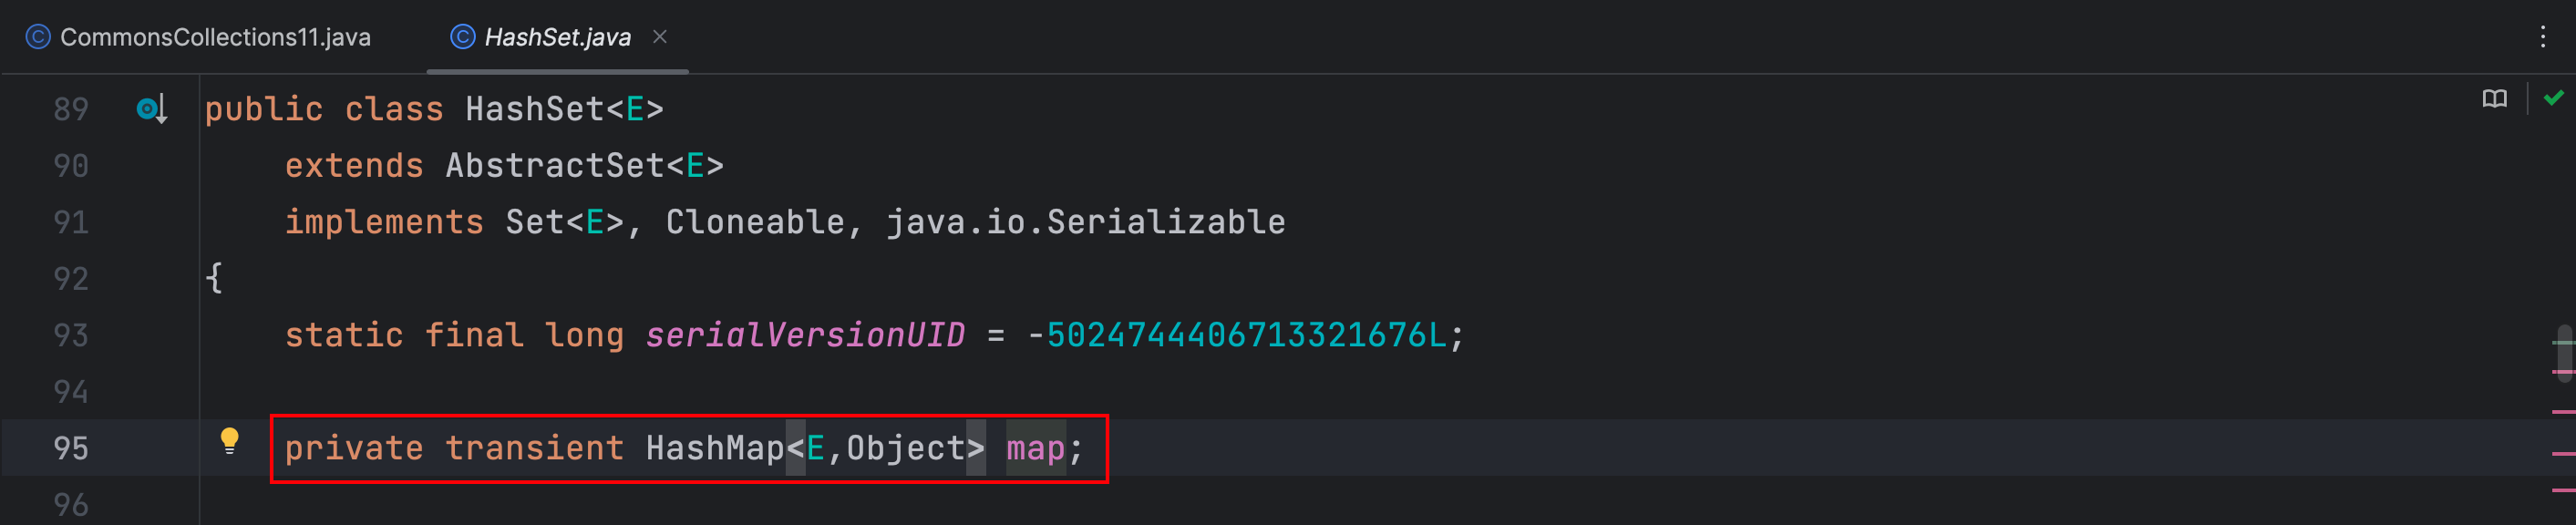 CommonsCollections11.java HashSet.java
89 public class HashSet<E>
90 extends AbstractSet<E>
91 implements Set<E>, Cloneable, java.io.Serializable
92 {
93 static final long serialVersionUID = -5024744406713321676L;
94
95 private transient HashMap<E,Object> map;
96